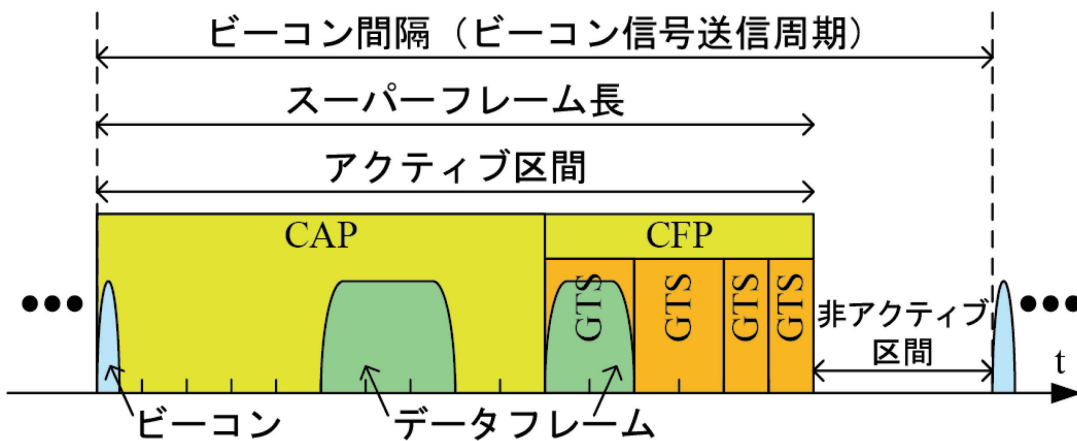 ビーコン間隔（ビーコン信号送信周期）
スーパーフレーム長
アクティブ区間
CAP
CFP
GTS
GTS
GTS
GTS
非アクティブ
区間
t
ビーコン
データフレーム